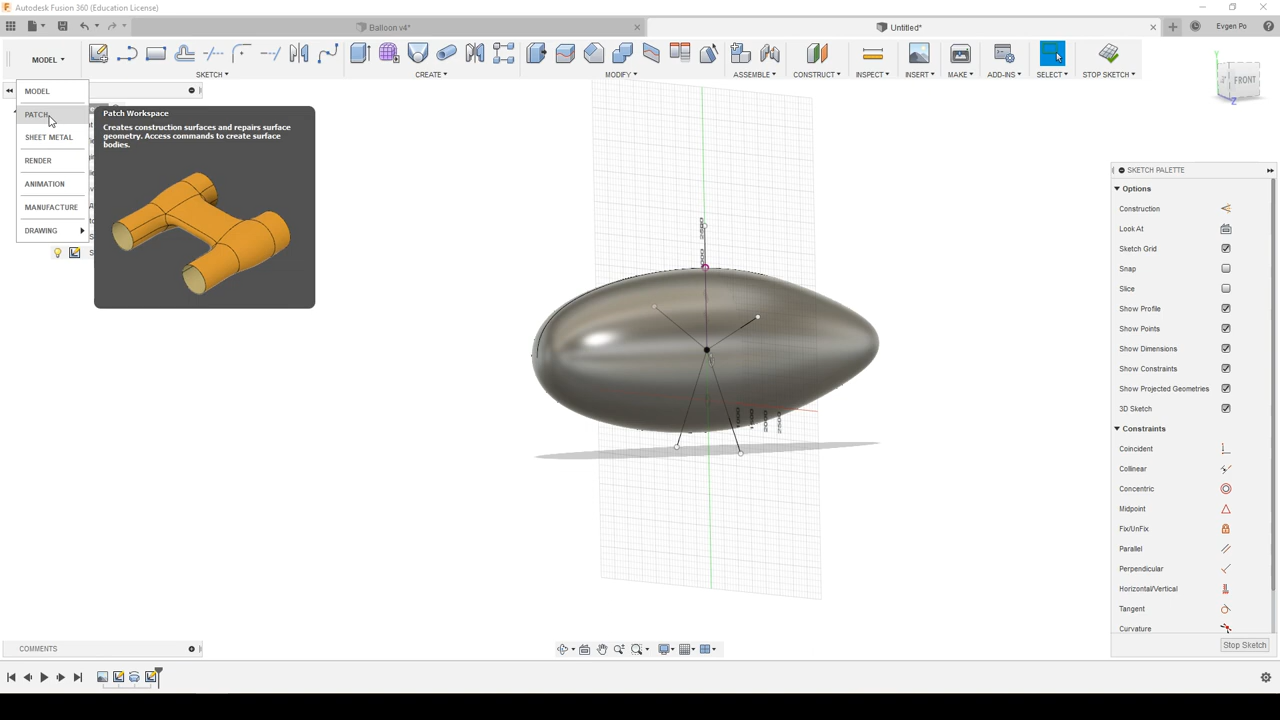 Autodesk Fusion 360 (Education License)
Balloon v4*
Untitled*
Evgen Po
MODEL
SKETCH
CREATE
MODIFY
ASSEMBLE
CONSTRUCT
INSPECT
INSERT
MAKE
ADD-INS
SELECT
STOP SKETCH
MODEL
PATCH
SHEET METAL
RENDER
ANIMATION
MANUFACTURE
DRAWING
Patch Workspace
Creates construction surfaces and repairs surface
geometry. Access commands to create surface
bodies.
FRONT
SKETCH PALETTE
Options
Construction
Look At
Sketch Grid
Snap
Slice
Show Profile
Show Points
Show Dimensions
Show Constraints
Show Projected Geometries
3D Sketch
Constraints
Coincident
Collinear
Concentric
Midpoint
Fix/UnFix
Parallel
Perpendicular
Horizontal/Vertical
Tangent
Curvature
Stop Sketch
COMMENTS